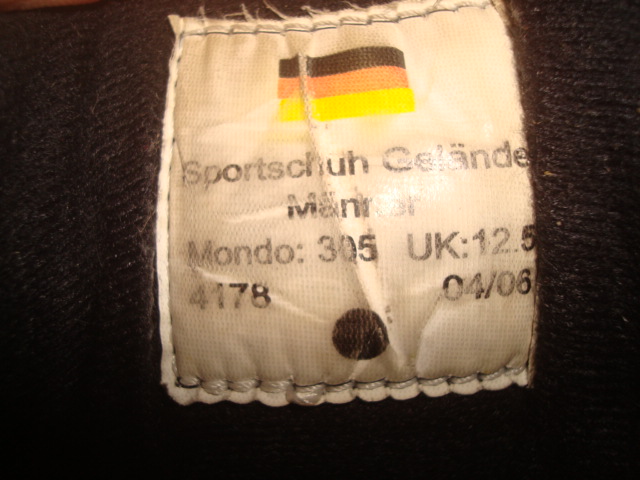 Sportschuh Gelände
Männer
Mondo: 305 UK:12.5
4178 04/06